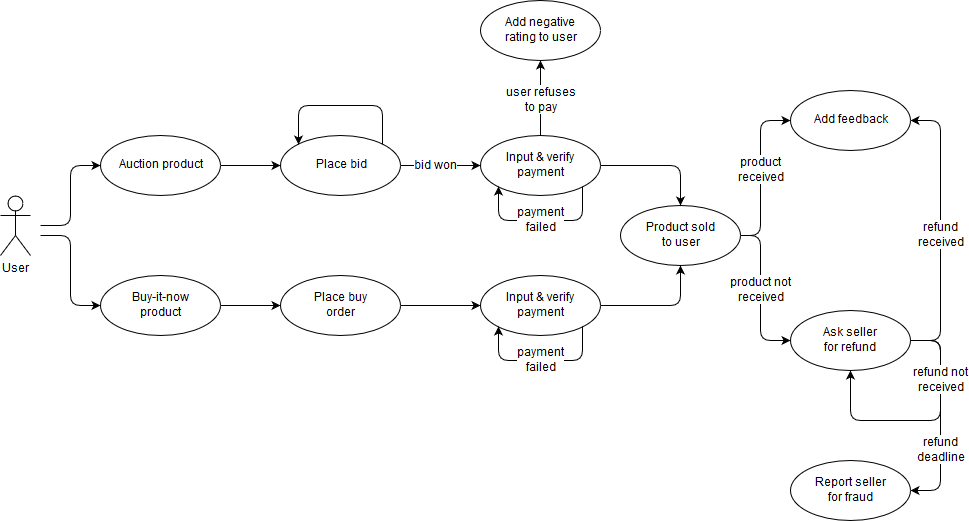 Add negative
rating to user
user refuses
to pay
Auction product
Place bid
bid won
Input & verify
payment
payment
failed
User
Buy-it-now
product
Place buy
order
Input & verify
payment
payment
failed
Product sold
to user
product
received
product not
received
Add feedback
refund
received
Ask seller
for refund
refund not
received
refund
deadline
Report seller
for fraud